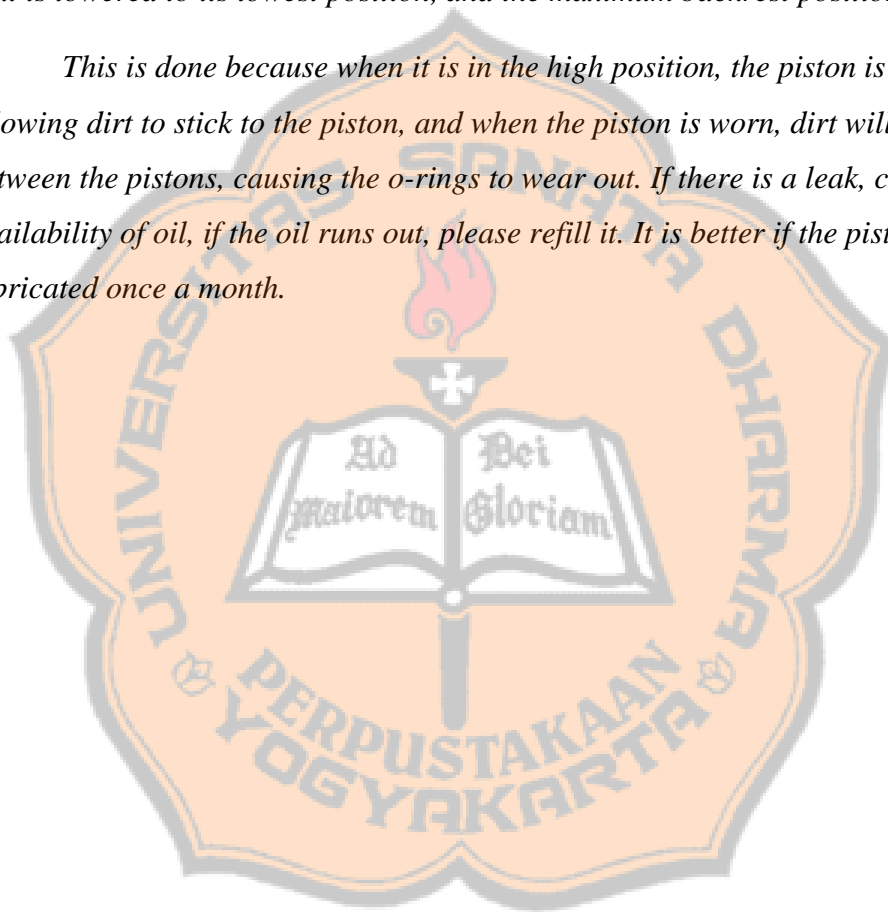 is lowered to its lowest position, and the maximum backrest position
This is done because when it is in the high position, the piston is
lowing dirt to stick to the piston, and when the piston is worn, dirt will
tween the pistons, causing the o-rings to wear out. If there is a leak, c
ailability of oil, if the oil runs out, please refill it. It is better if the pist
bricated once a month.
UNIVERSITAS SANATA DHARMA
Ad Dei
Maiorem Gloriam
PERPUSTAKAAN
YOGYAKARTA